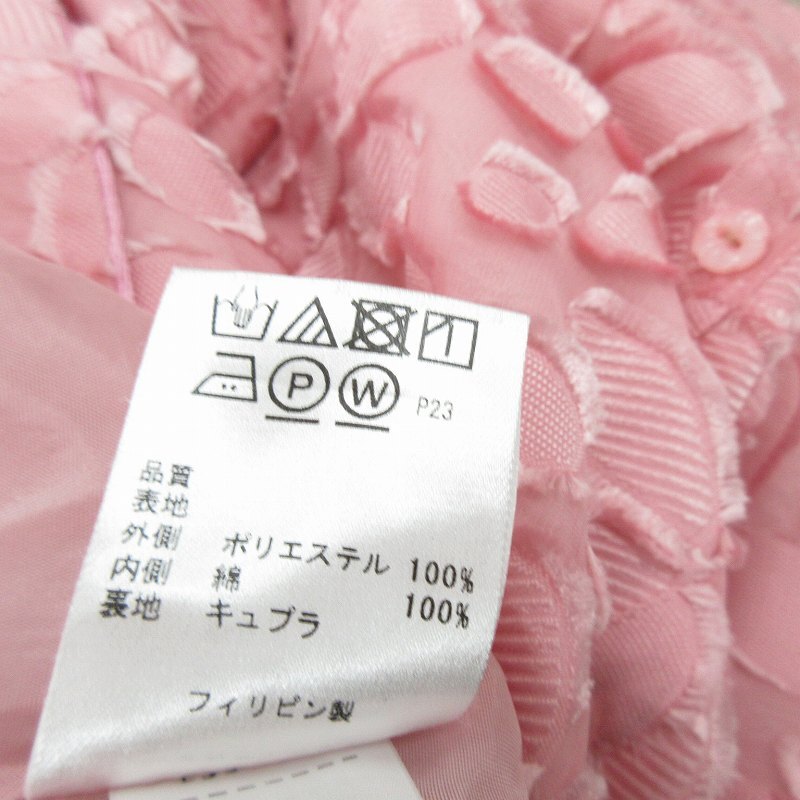 P W P23
品質
表地
外側 ポリエステル 100%
内側 綿 100%
裏地 キュプラ
フィリピン製